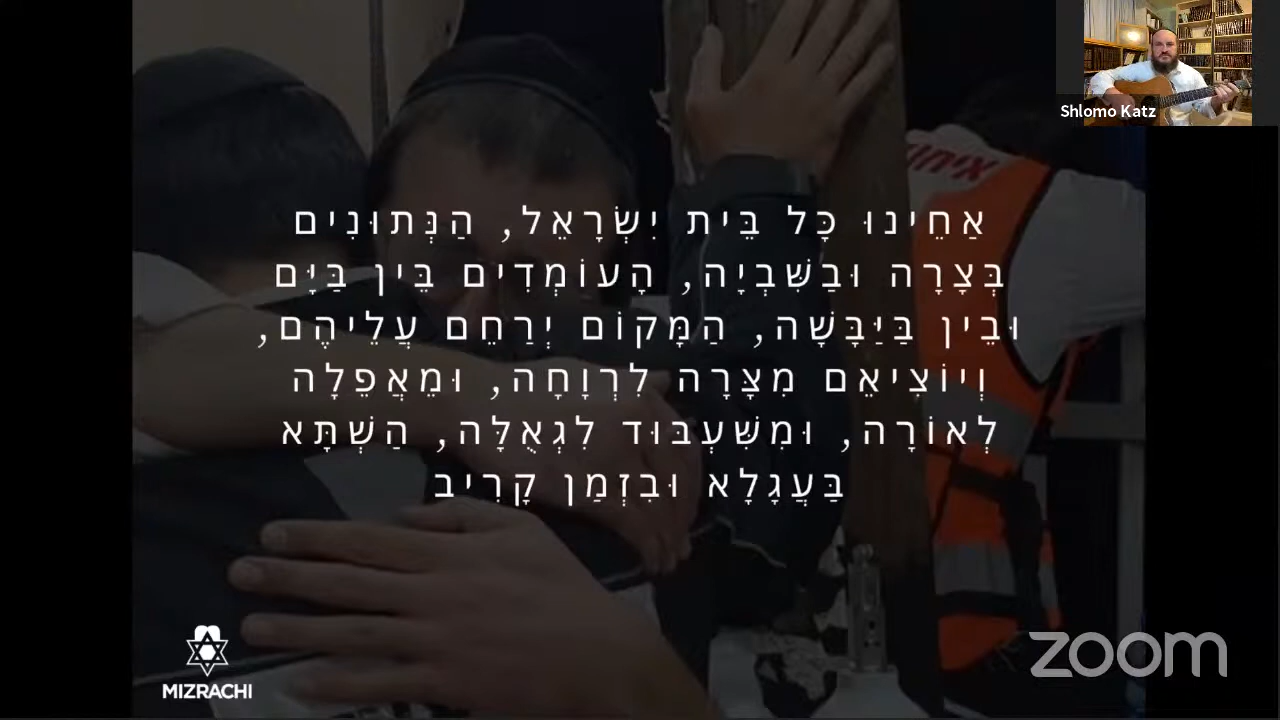 Shlomo Katz
אַחֵינוּ כָּל בֵּית יִשְׂרָאֵל, הַנְּתוּנִים
בְּצָרָה וּבַשִּׁבְיָה, הָעוֹמְדִים בֵּין בַּיָּם
וּבֵין בַּיַּבָּשָׁה, הַמָּקוֹם יְרַחֵם עֲלֵיהֶם,
וְיוֹצִיאֵם מִצָּרָה לִרְוָחָה, וּמֵאֲפֵלָה
לְאוֹרָה, וּמִשִּׁעְבּוּד לִגְאֻלָּה, הַשְׁתָּא
בַּעֲגָלָא וּבִזְמַן קָרִיב
MIZRACHI
zoom